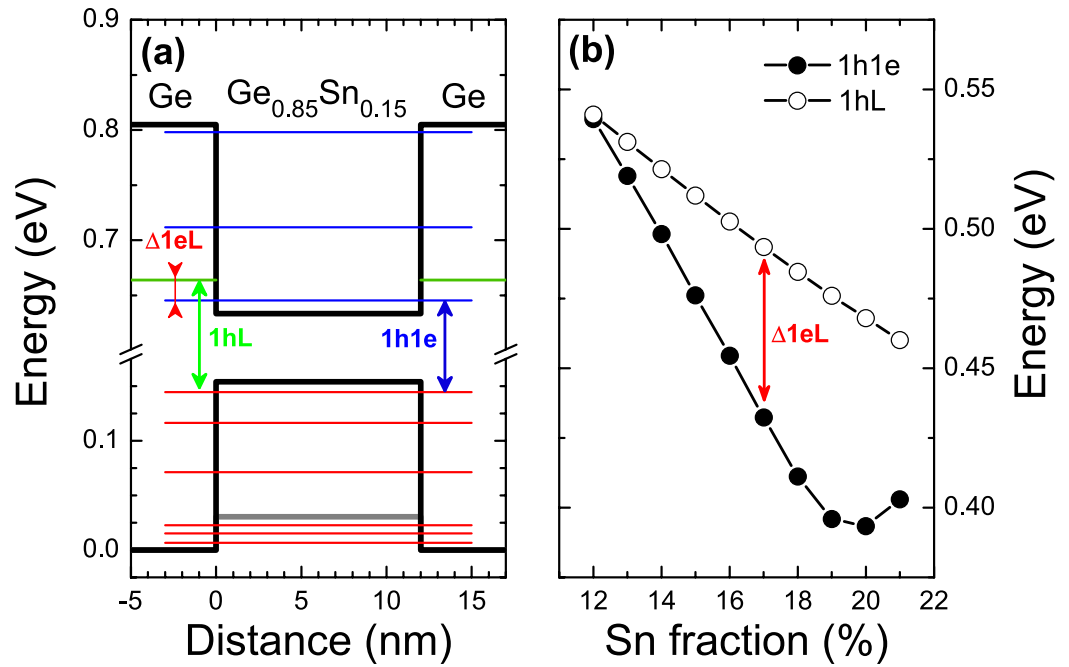 (a)
Ge Ge0.85Sn0.15 Ge
0.9
0.8
0.7
0.1
0.0
Energy (eV)
Δ1eL
1hL
1h1e
-5 0 5 10 15
Distance (nm)
(b)
1h1e
1hL
Δ1eL
0.55
0.50
0.45
0.40
Energy (eV)
12 14 16 18 20 22
Sn fraction (%)